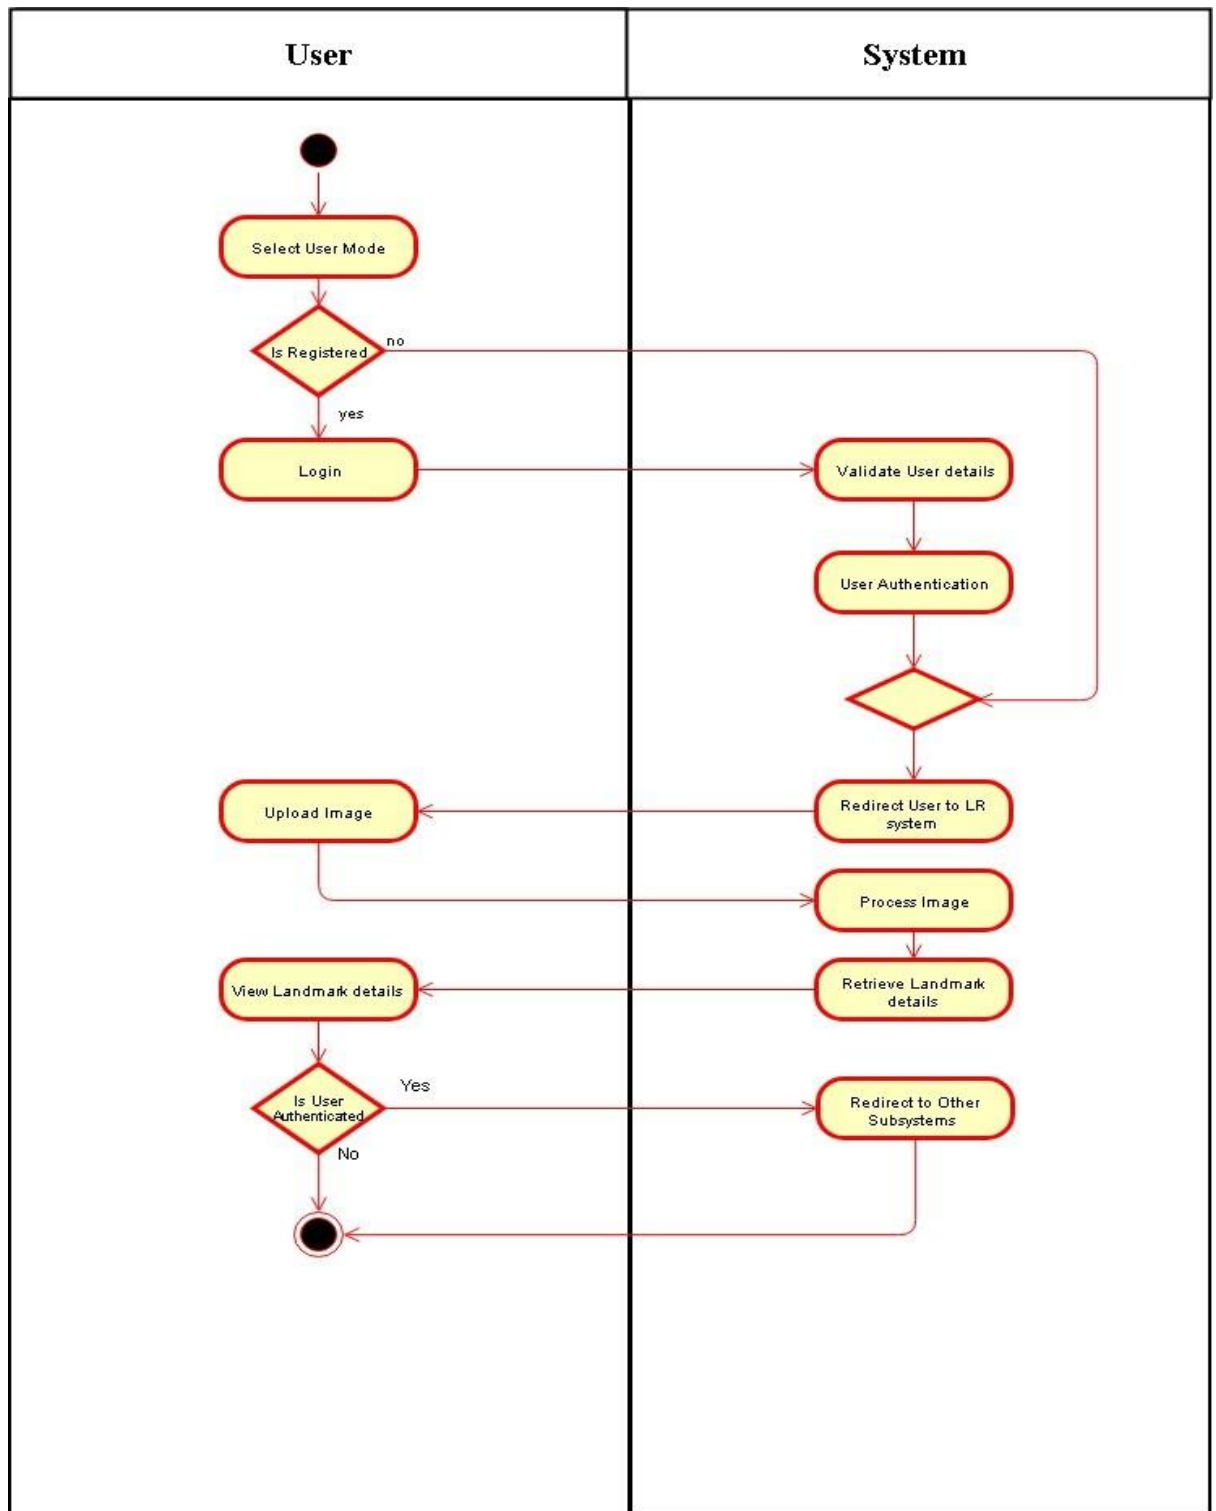 User
System
Select User Mode
Is Registered
no
yes
Login
Validate User details
User Authentication
Upload Image
Redirect User to LR
system
Process Image
View Landmark details
Retrieve Landmark
details
Is User
Authenticated
Yes
No
Redirect to Other
Subsystems